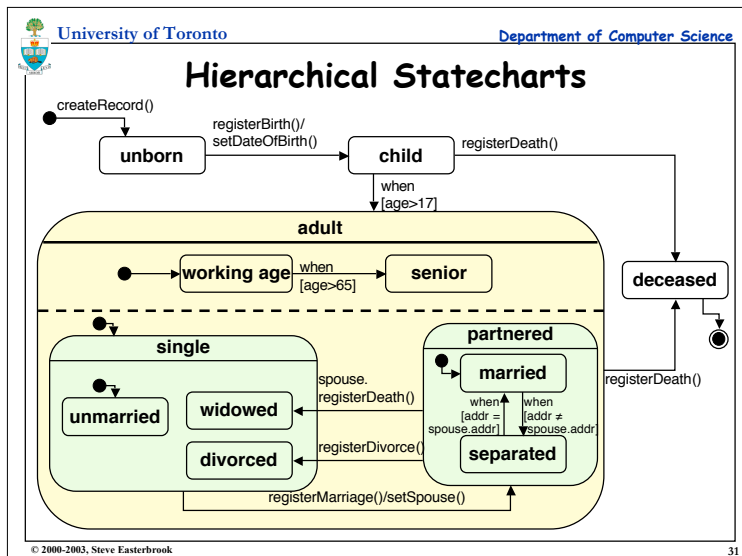 University of Toronto
Department of Computer Science
Hierarchical Statecharts
createRecord()
unborn
registerBirth()/
setDateOfBirth()
child
registerDeath()
when
[age>17]
adult
working age
when
[age>65]
senior
deceased
single
unmarried
widowed
divorced
spouse.
registerDeath()
registerDivorce()
partnered
married
when
[addr =
spouse.addr]
when
[addr ≠
spouse.addr]
separated
registerDeath()
registerMarriage()/setSpouse()
© 2000-2003, Steve Easterbrook
31